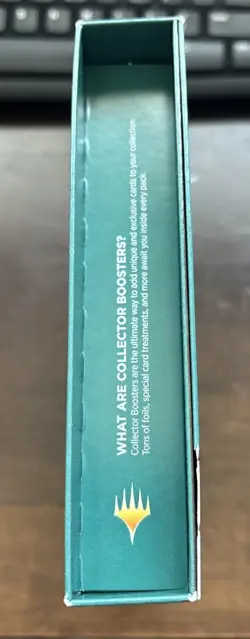 WHAT ARE COLLECTOR BOOSTERS?
Collector Boosters are the ultimate way to add unique and exclusive cards to your collection.
Tons of foils, special card treatments, and more await you inside every pack.